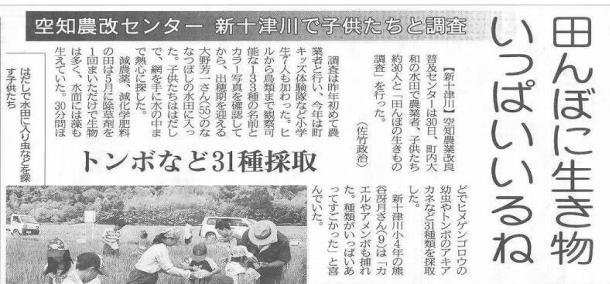 空知農改センター 新十津川で子供たちと調査
田んぼに生き物
いっぱいいるね
トンボなど31種採取
【新十津川】空知農業改良
普及センターは30日、町内大
和の水田で農業者、子供たち
約30人と「田んぼの生きもの
調査」を行った。
(佐竹政治)
調査は昨年初めて農
業者と行い、今年は町
キッズ体験隊など小学
生7人も加わった。ヒ
ルから鳥類まで観察可
能な133種の名前と
カラー写真を確認して
から、出穂期を迎える
大野芳一さん(55)のな
なつぼしの水田に入っ
た。子供たちははだし
で、網を手に水の中ま
で熱心に探した。
減農薬、減化学肥料
の田は5月に除草剤を
1回まいただけで生物
は多く、水面には藻も
生えていた。30分間ほ
どでヒメゲンゴロウの
幼虫やトンボのアキア
カネなど31種類を採取
した。
新十津川小4年の熊
谷冴月さん(9)は「カ
エルやアメンボも捕れ
た。種類がいっぱいあ
ってすごかった」と喜
んでいた。
はだしで水田に入り虫などを探
す子供たち